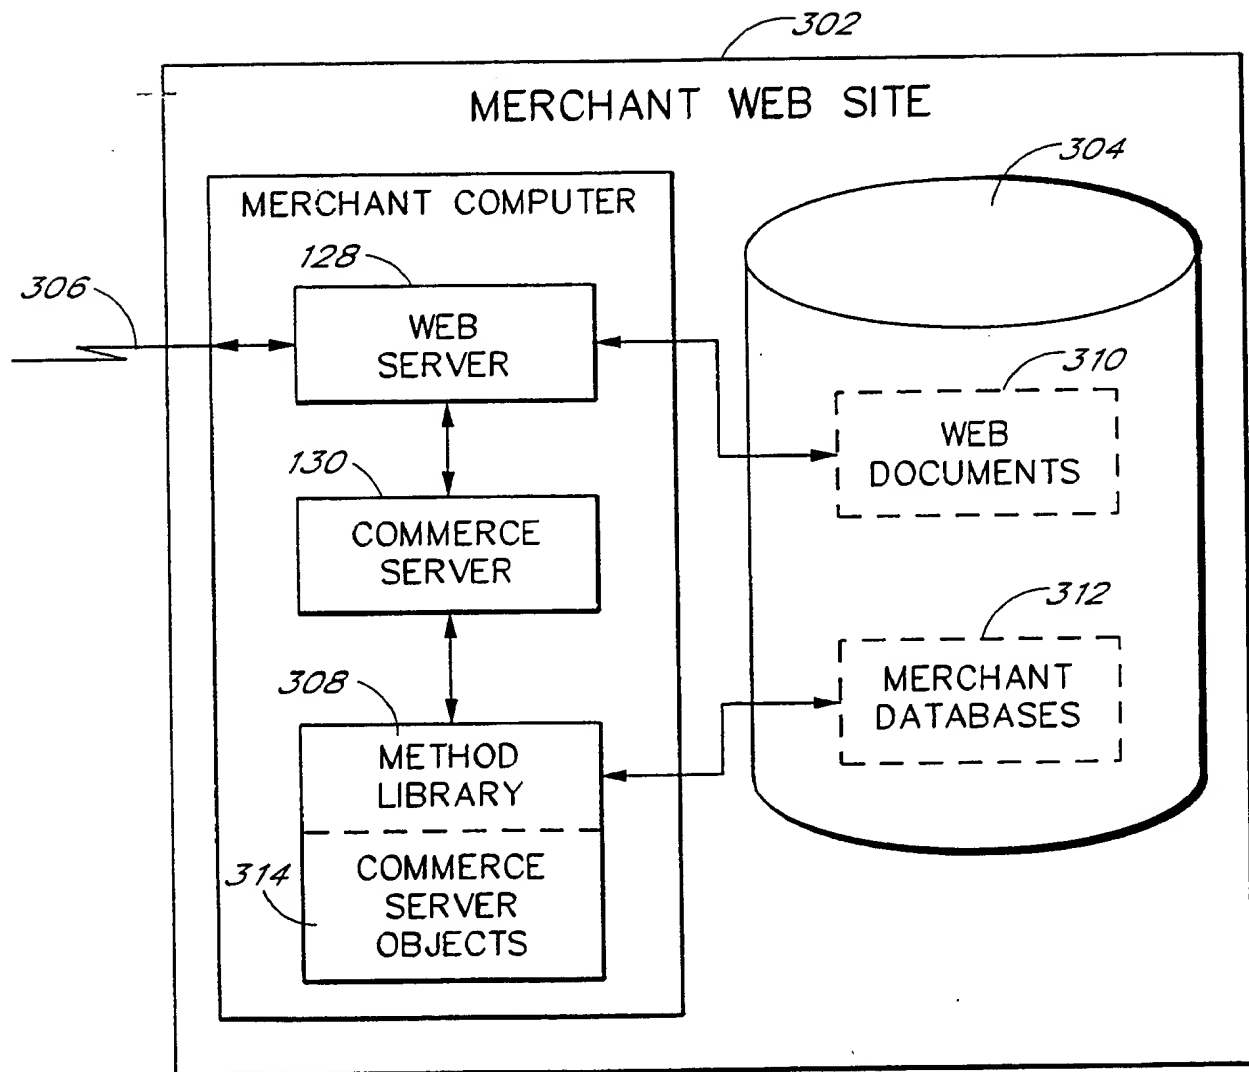 302
MERCHANT WEB SITE
304
MERCHANT COMPUTER
128
306
WEB
SERVER
310
WEB
DOCUMENTS
130
COMMERCE
SERVER
312
MERCHANT
DATABASES
308
METHOD
LIBRARY
314
COMMERCE
SERVER
OBJECTS